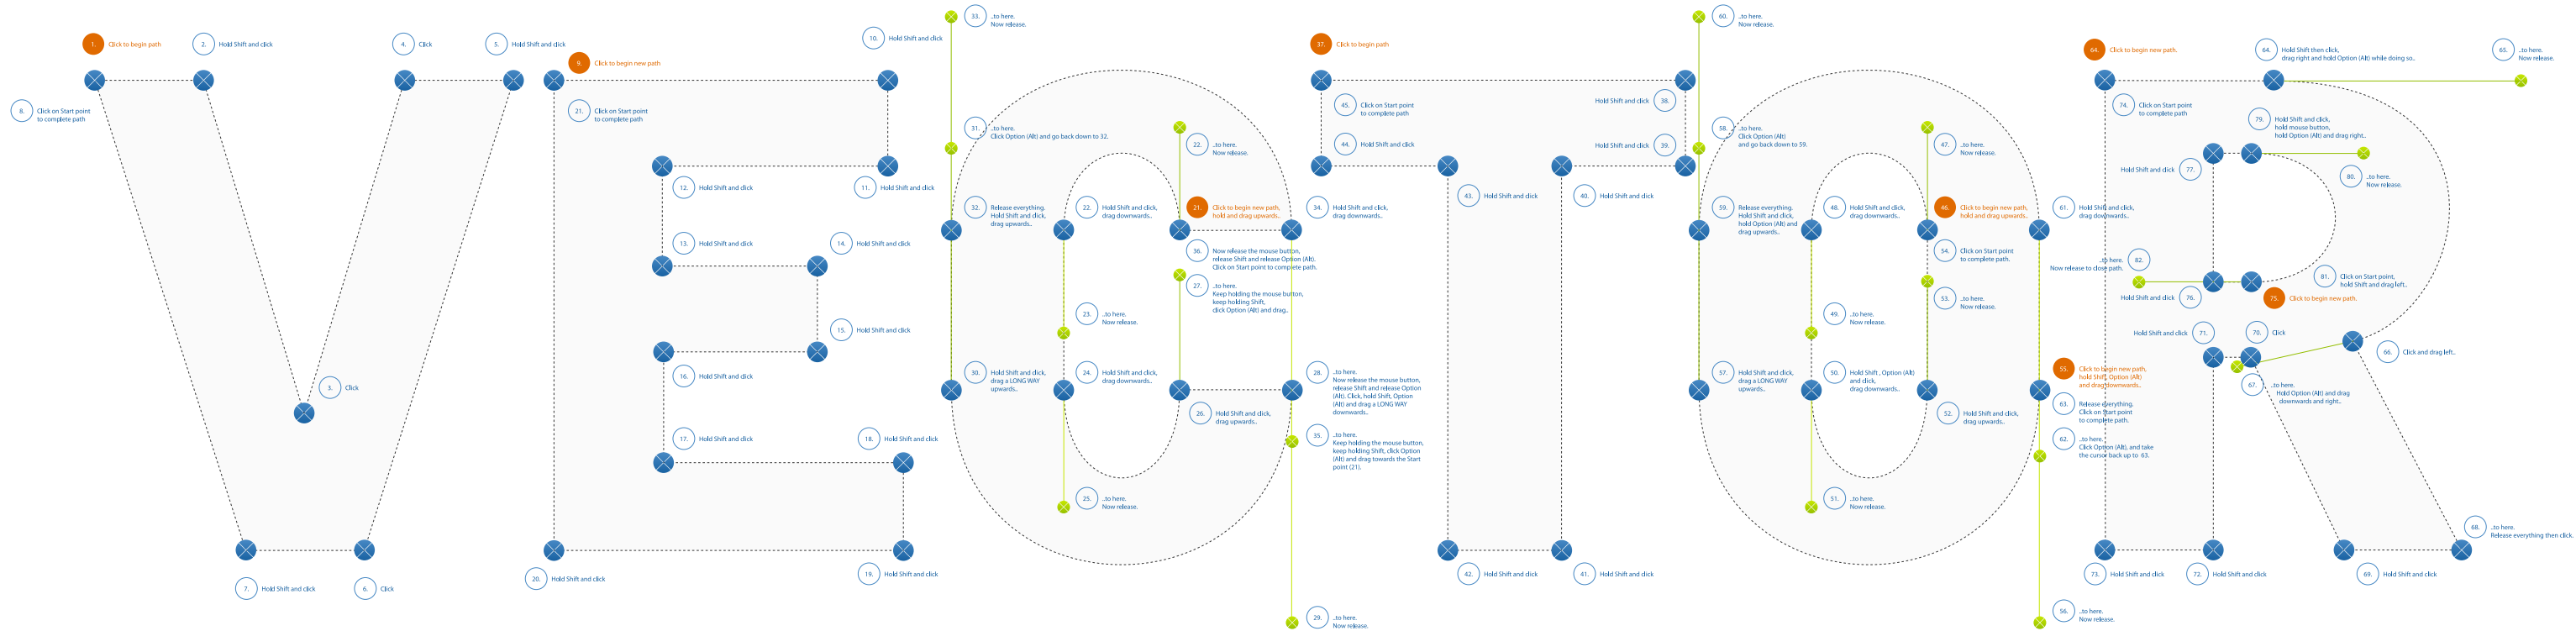 1. Click to begin path
2. Hold Shift and click
3. Click
4. Click
5. Hold Shift and click
6. Click
7. Hold Shift and click
8. Click on Start point
to complete path
9. Click to begin new path
10. Hold Shift and click
11. Hold Shift and click
12. Hold Shift and click
13. Hold Shift and click
14. Hold Shift and click
15. Hold Shift and click
16. Hold Shift and click
17. Hold Shift and click
18. Hold Shift and click
19. Hold Shift and click
20. Hold Shift and click
21. Click on Start point
to complete path
21. Click to begin new path,
hold and drag upwards..
22. ..to here.
Now release.
22. Hold Shift and click,
drag downwards..
23. ..to here.
Now release.
24. Hold Shift and click,
drag downwards..
25. ..to here.
Now release.
26. Hold Shift and click,
drag upwards..
27. ..to here.
Keep holding the mouse button,
keep holding Shift,
click Option (Alt) and drag..
28. ..to here.
Now release the mouse button,
release Shift and release Option
(Alt). Click, hold Shift, Option
(Alt) and drag a LONG WAY
downwards..
29. ..to here.
Now release.
30. Hold Shift and click,
drag a LONG WAY
upwards..
31. ..to here.
Click Option (Alt) and go back down to 32.
32. Release everything.
Hold Shift and click,
drag upwards..
33. ..to here.
Now release.
34. Hold Shift and click,
drag downwards..
35. ..to here.
Keep holding the mouse button,
keep holding Shift, click Option
(Alt) and drag towards the Start
point (21).
36. Now release the mouse button,
release Shift and release Option (Alt).
Click on Start point to complete path.
37. Click to begin path
38. Hold Shift and click
39. Hold Shift and click
40. Hold Shift and click
41. Hold Shift and click
42. Hold Shift and click
43. Hold Shift and click
44. Hold Shift and click
45. Click on Start point
to complete path
46. Click to begin new path,
hold and drag upwards..
47. ..to here.
Now release.
48. Hold Shift and click,
drag downwards..
49. ..to here.
Now release.
50. Hold Shift , Option (Alt)
and click,
drag downwards..
51. ..to here.
Now release.
52. Hold Shift and click,
drag upwards..
53. ..to here.
Now release.
54. Click on Start point
to complete path.
55. Click to begin new path,
hold Shift, Option (Alt)
and drag downwards..
56. ..to here.
Now release.
57. Hold Shift and click,
drag a LONG WAY
upwards..
58. ..to here.
Click Option (Alt)
and go back down to 59.
59. Release everything.
Hold Shift and click,
hold Option (Alt) and
drag upwards..
60. ..to here.
Now release.
61. Hold Shift and click,
drag downwards..
62. ..to here.
Click Option (Alt), and take
the cursor back up to 63.
63. Release everything.
Click on Start point
to complete path.
64. Click to begin new path.
64. Hold Shift then click,
drag right and hold Option (Alt) while doing so..
65. ..to here.
Now release.
66. Click and drag left..
67. ..to here.
Hold Option (Alt) and drag
downwards and right..
68. ..to here.
Release everything then click.
69. Hold Shift and click
70. Click
71. Hold Shift and click
72. Hold Shift and click
73. Hold Shift and click
74. Click on Start point
to complete path
75. Click to begin new path.
76. Hold Shift and click
77. Hold Shift and click
79. Hold Shift and click,
hold mouse button,
hold Option (Alt) and drag right..
80. ..to here.
Now release.
81. Click on Start point,
hold Shift and drag left..
82. ..to here.
Now release to close path.